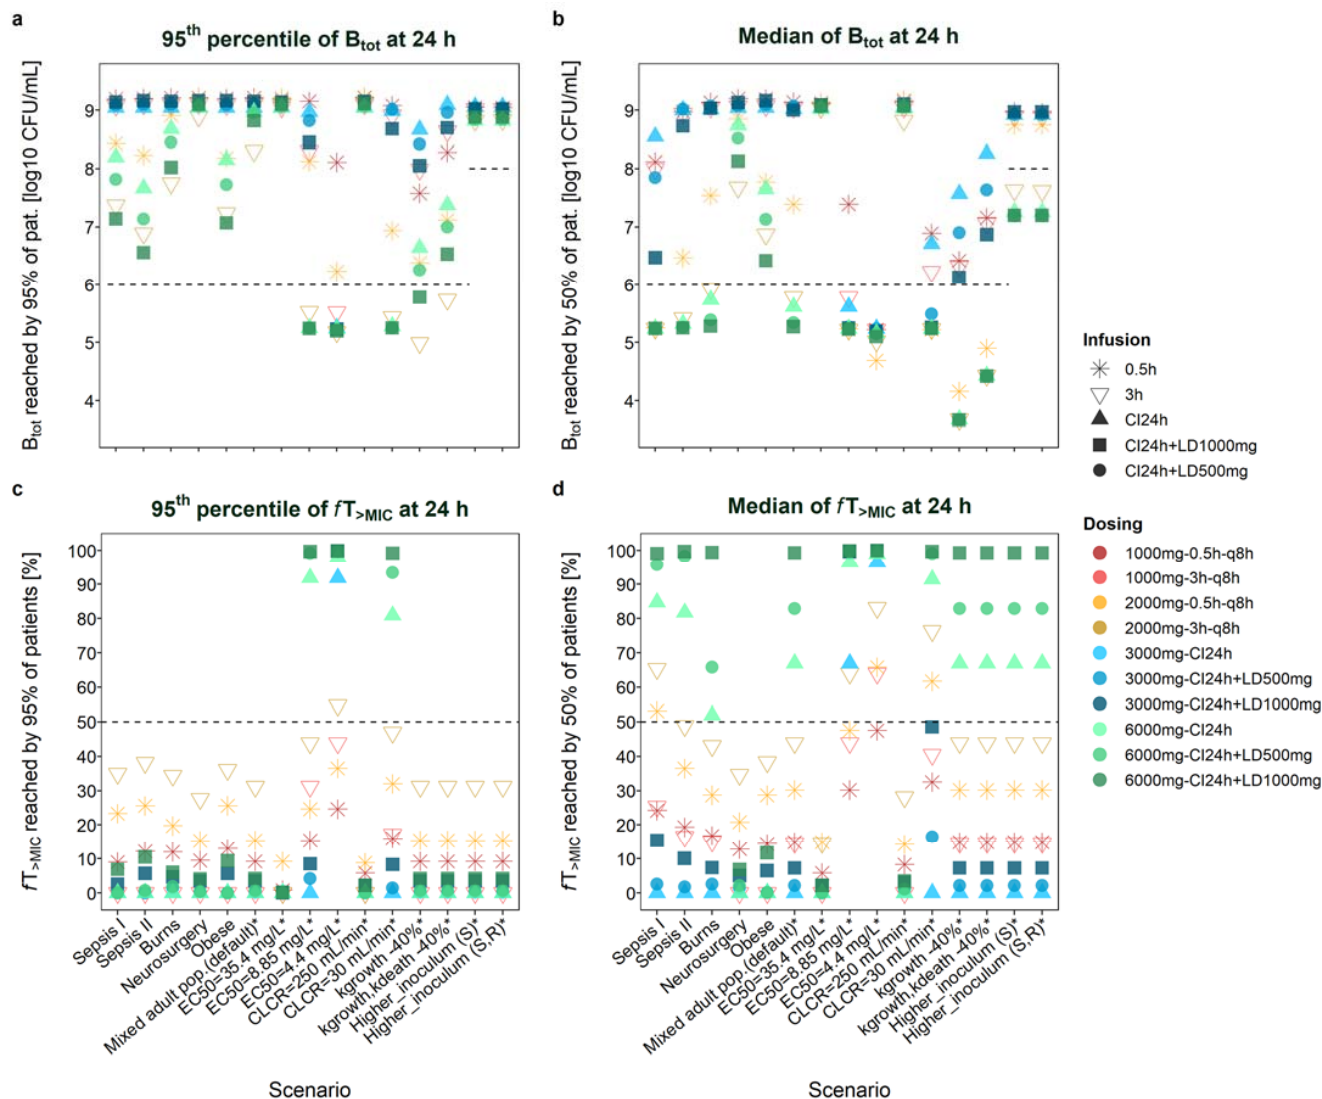 a
95th percentile of Btot at 24 h
Btot reached by 95% of pat. [log10 CFU/mL]
9
8
7
6
5
4
b
Median of Btot at 24 h
Btot reached by 50% of pat. [log10 CFU/mL]
9
8
7
6
5
4
c
95th percentile of fT>MIC at 24 h
fT>MIC reached by 95% of patients [%]
100
90
80
70
60
50
40
30
20
10
0
Sepsis I
Sepsis II
Burns
Neurosurgery
Obese
Mixed adult pop.(default)*
EC50=35.4 mg/L*
EC50=8.85 mg/L*
EC50=4.4 mg/L*
CLCR=250 mL/min*
CLCR=30 mL/min*
kgrowth -40%*
kgrowth,kdeath -40%*
Higher_inoculum (S)*
Higher_inoculum (S,R)*
Scenario
d
Median of fT>MIC at 24 h
fT>MIC reached by 50% of patients [%]
100
90
80
70
60
50
40
30
20
10
0
Sepsis I
Sepsis II
Burns
Neurosurgery
Obese
Mixed adult pop.(default)*
EC50=35.4 mg/L*
EC50=8.85 mg/L*
EC50=4.4 mg/L*
CLCR=250 mL/min*
CLCR=30 mL/min*
kgrowth -40%*
kgrowth,kdeath -40%*
Higher_inoculum (S)*
Higher_inoculum (S,R)*
Scenario
Infusion
0.5h
3h
CI24h
CI24h+LD1000mg
CI24h+LD500mg
Dosing
1000mg-0.5h-q8h
1000mg-3h-q8h
2000mg-0.5h-q8h
2000mg-3h-q8h
3000mg-CI24h
3000mg-CI24h+LD500mg
3000mg-CI24h+LD1000mg
6000mg-CI24h
6000mg-CI24h+LD500mg
6000mg-CI24h+LD1000mg